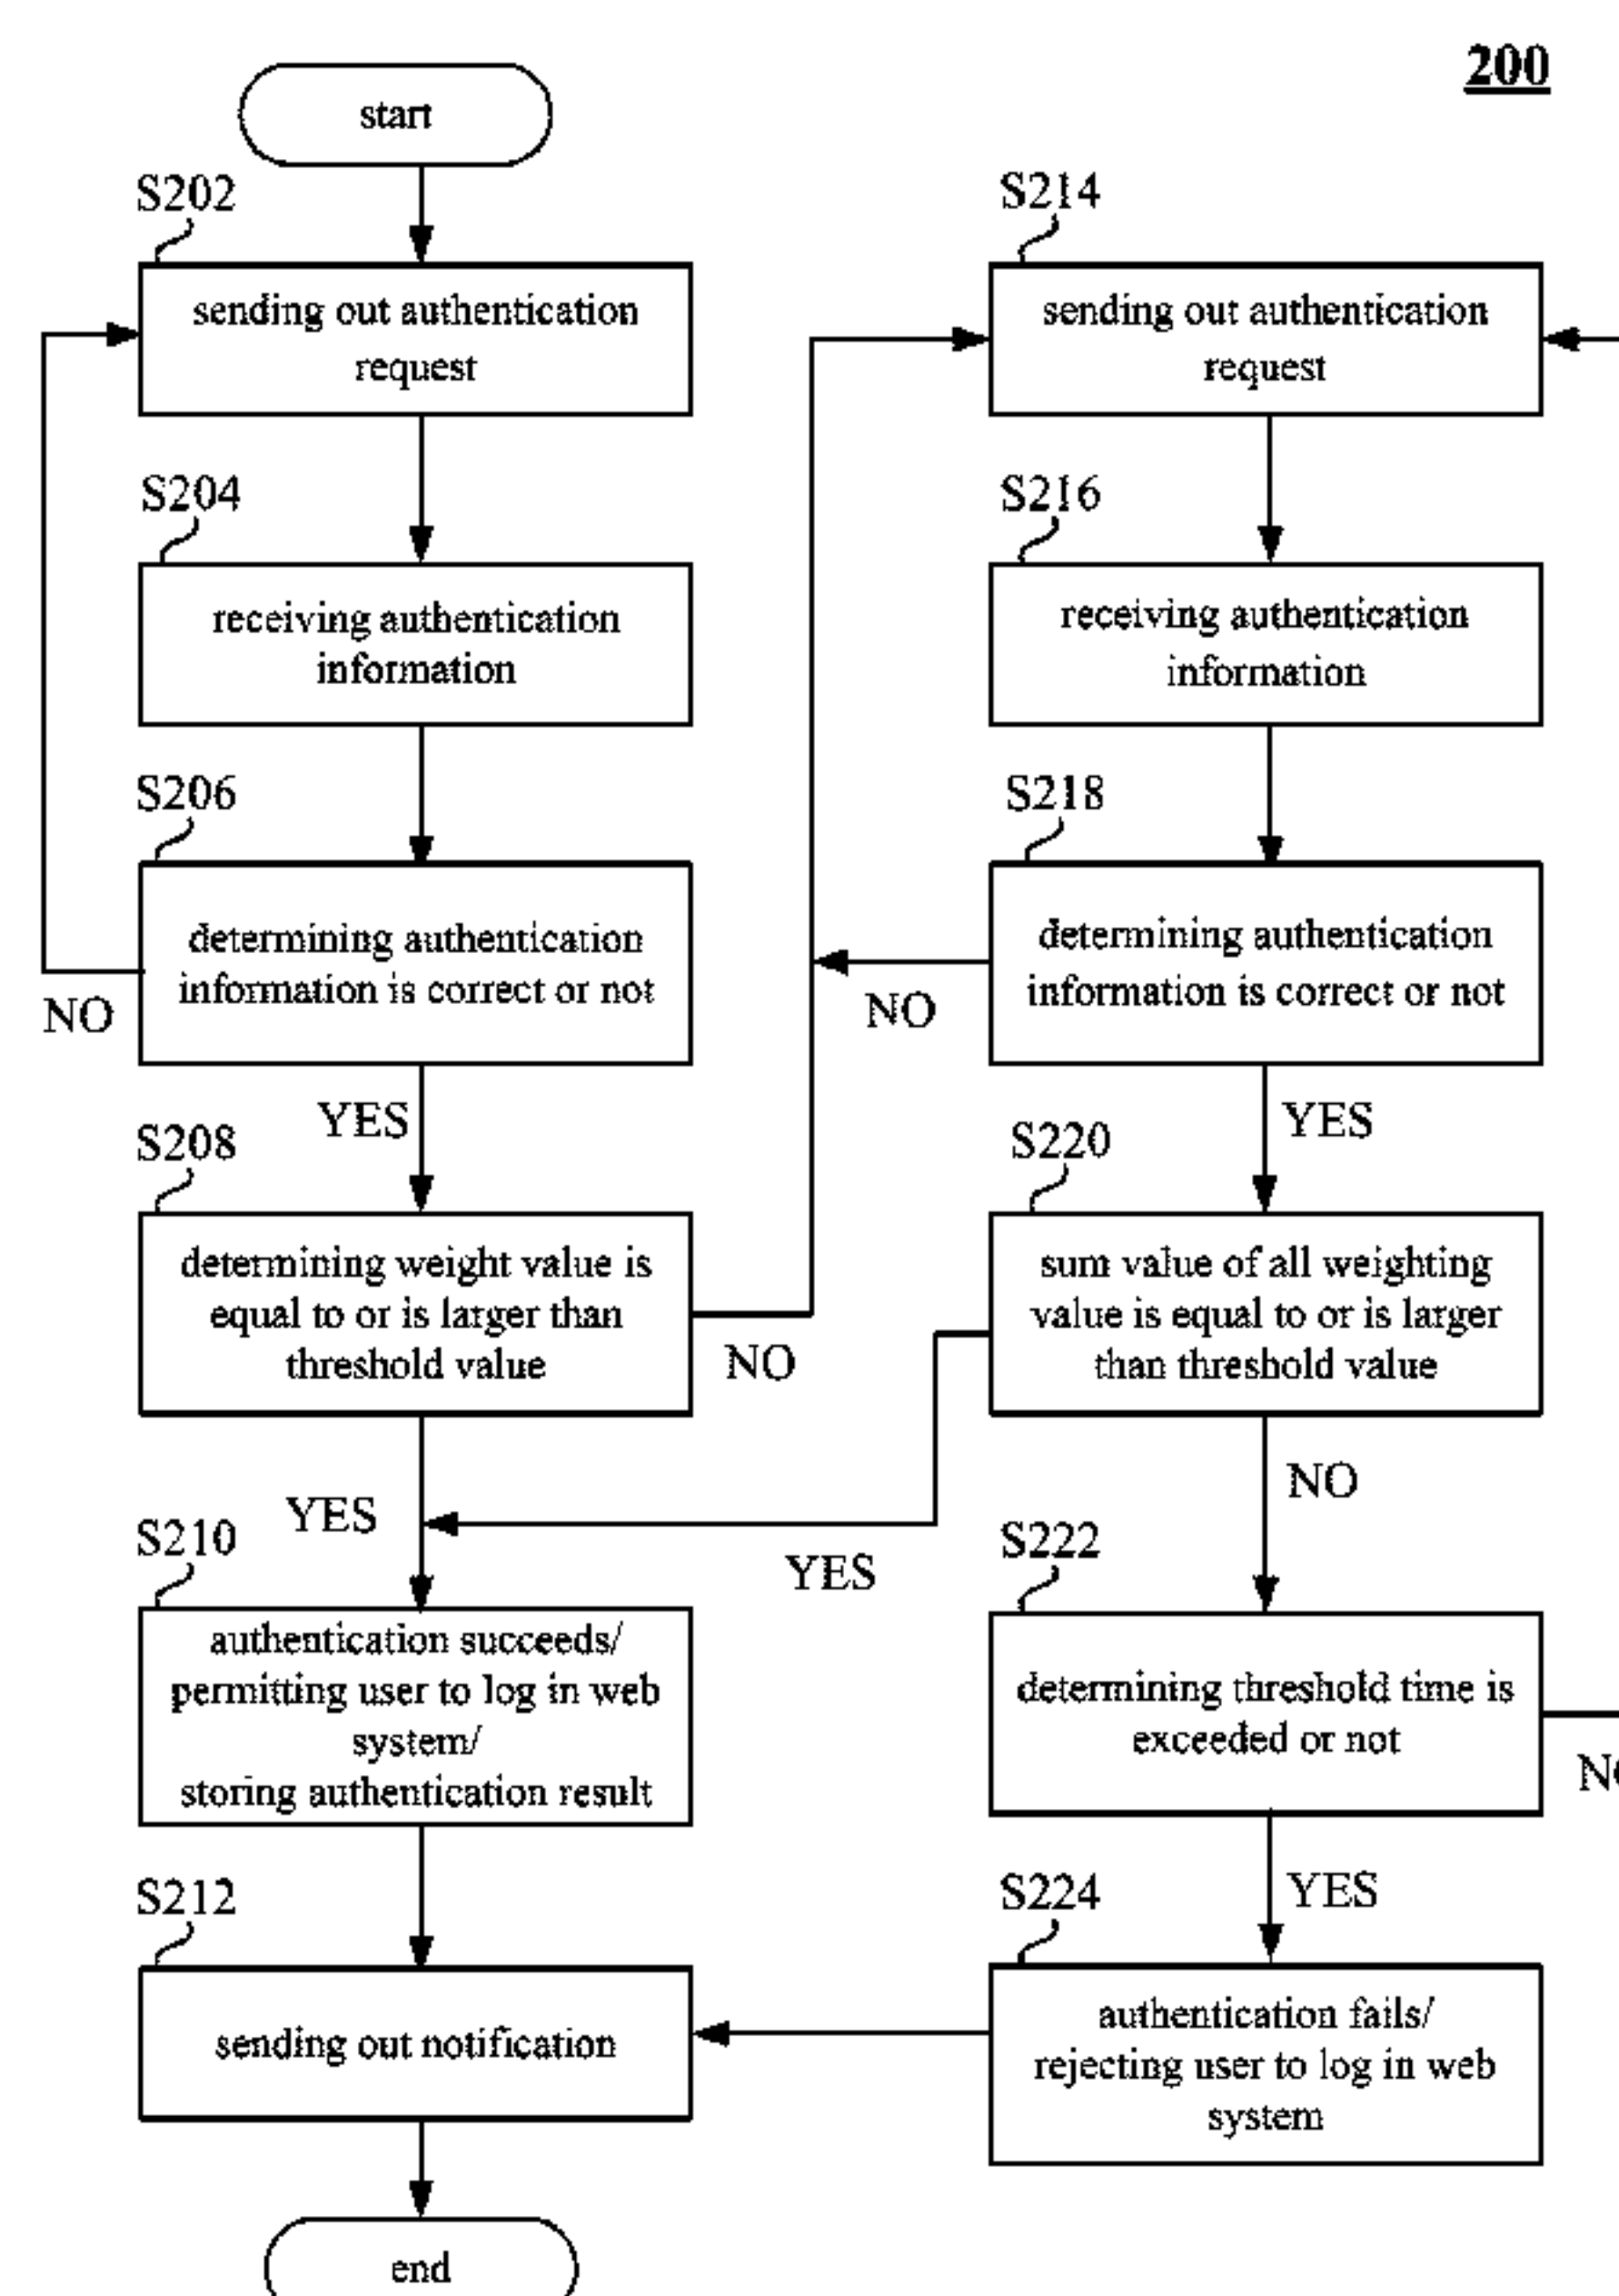 200
start
S202
sending out authentication
request
S204
receiving authentication
information
S206
determining authentication
information is correct or not
NO
YES
S208
determining weight value is
equal to or is larger than
threshold value
NO
YES
S210
authentication succeeds/
permitting user to log in web
system/
storing authentication result
S212
sending out notification
end
S214
sending out authentication
request
S216
receiving authentication
information
S218
determining authentication
information is correct or not
NO
YES
S220
sum value of all weighting
value is equal to or is larger
than threshold value
YES
NO
S222
determining threshold time is
exceeded or not
YES
S224
authentication fails/
rejecting user to log in web
system